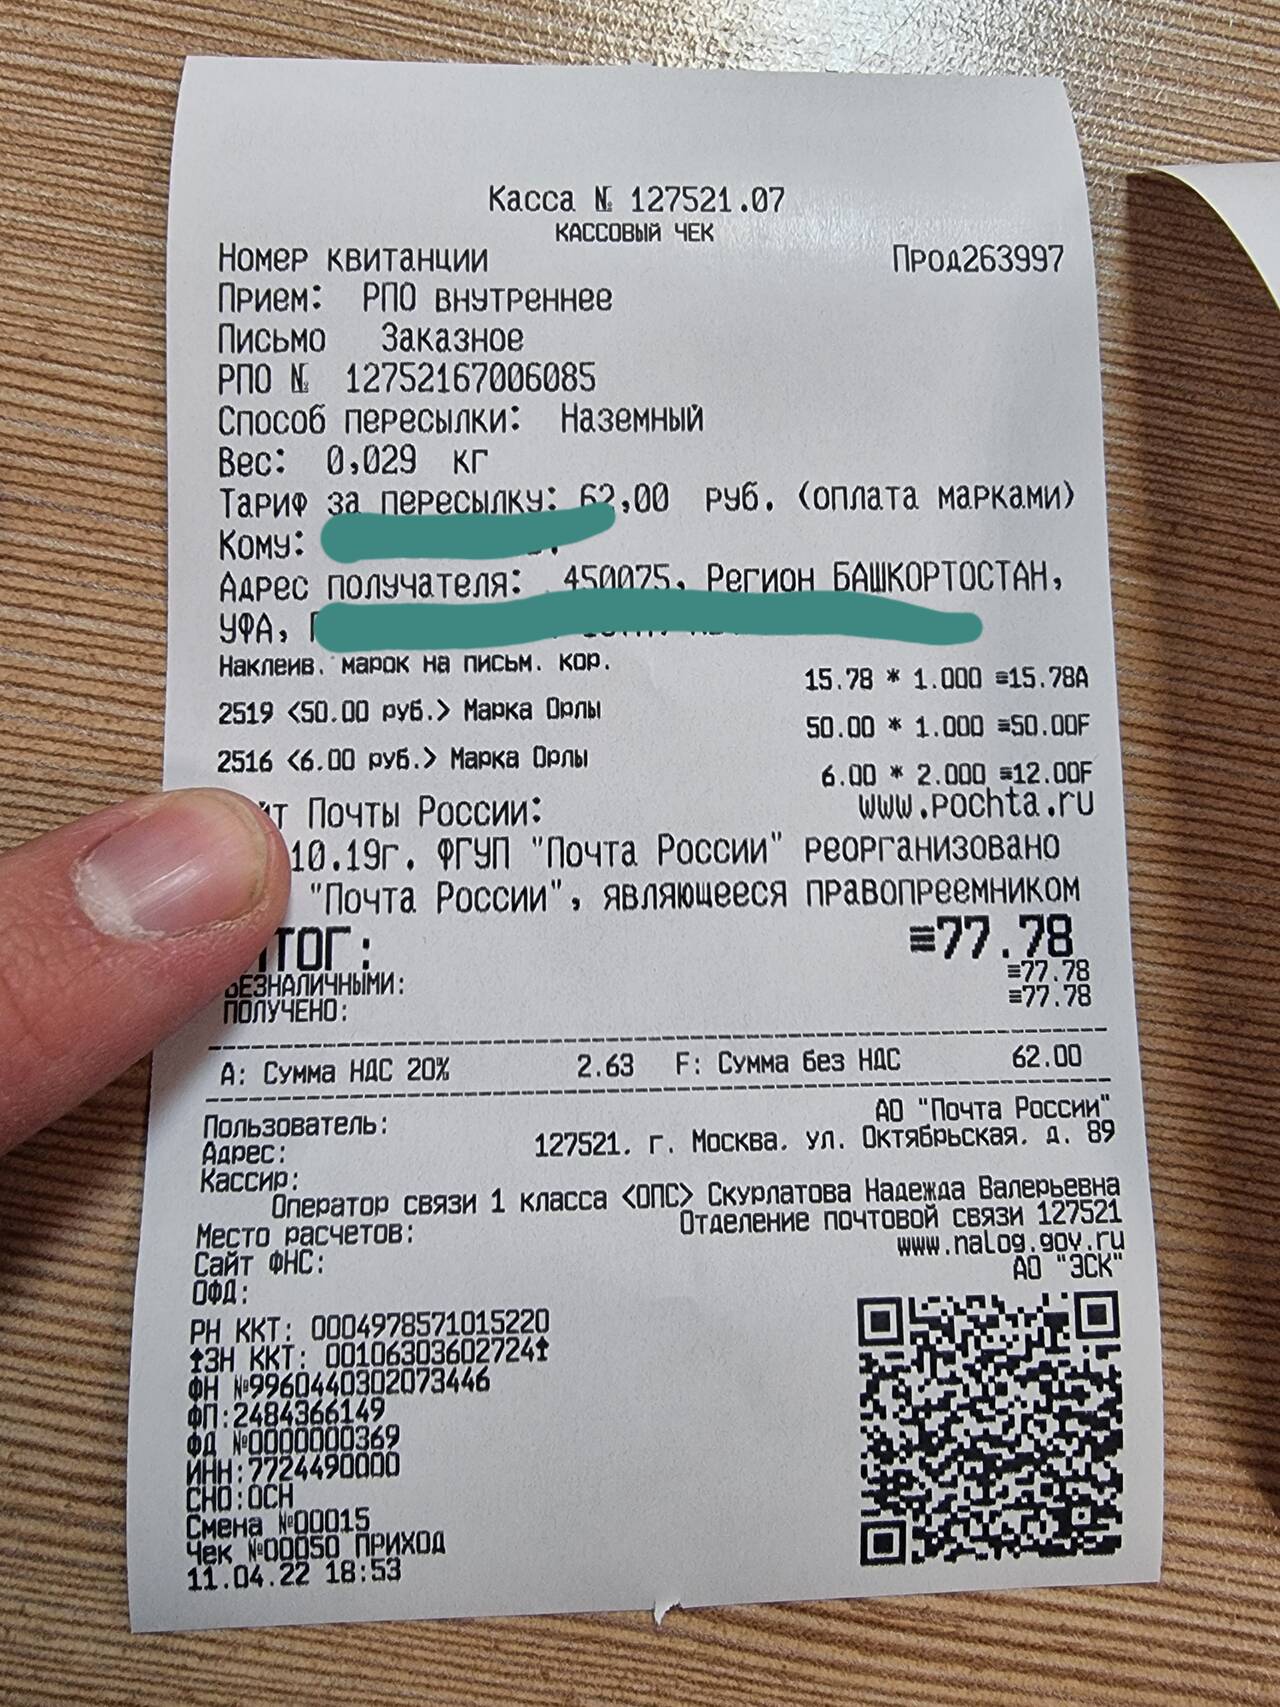 Касса № 127521.07
КАССОВЫЙ ЧЕК
Номер квитанции Прод263997
Прием: РПО внутреннее
Письмо Заказное
РПО № 12752167006085
Способ пересылки: Наземный
Вес: 0,029 кг
Тариф за пересылку: 62,00 руб. (оплата марками)
Кому:
Адрес получателя: 450075, Регион БАШКОРТОСТАН,
УФА,
Наклеив. марок на письм. кор.
15.78 * 1.000 ≡15.78А
2519 <50.00 руб.> Марка Орлы
50.00 * 1.000 ≡50.00F
2516 <6.00 руб.> Марка Орлы
6.00 * 2.000 ≡12.00F
Почты России: www.pochta.ru
10.19г. ФГУП "Почта России" реорганизовано
"Почта России", являющееся правопреемником
ИТОГ: ≡77.78
БЕЗНАЛИЧНЫМИ: ≡77.78
ПОЛУЧЕНО: ≡77.78
А: Сумма НДС 20% 2.63 F: Сумма без НДС 62.00
Пользователь: АО "Почта России"
Адрес: 127521. г. Москва. ул. Октябрьская. д. 89
Кассир:
Оператор связи 1 класса <ОПС> Скурлатова Надежда Валерьевна
Место расчетов: Отделение почтовой связи 127521
Сайт ФНС: www.nalog.gov.ru
ОФД: АО "ЭСК"
РН ККТ: 0004978571015220
↑ЗН ККТ: 00106303602724↑
ФН №9960440302073446
ФП:2484366149
ФД №0000000369
ИНН:7724490000
СНО:ОСН
Смена №00015
Чек №00050 ПРИХОД
11.04.22 18:53